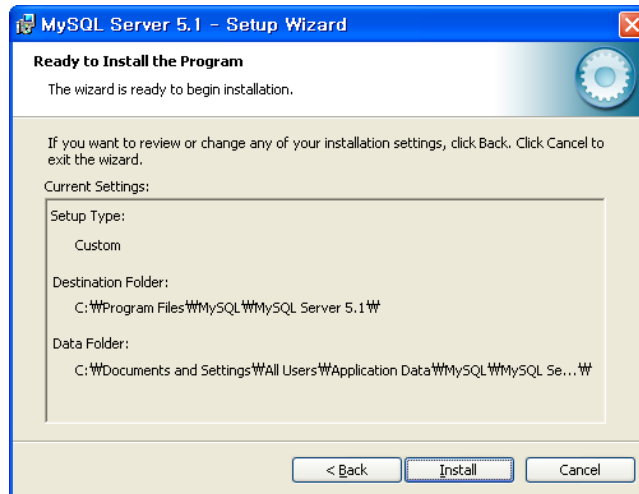 MySQL Server 5.1 - Setup Wizard
Ready to Install the Program
The wizard is ready to begin installation.
If you want to review or change any of your installation settings, click Back. Click Cancel to
exit the wizard.
Current Settings:
Setup Type:
Custom
Destination Folder:
C:₩Program Files₩MySQL₩MySQL Server 5.1₩
Data Folder:
C:₩Documents and Settings₩All Users₩Application Data₩MySQL₩MySQL Se...₩
< Back Install Cancel